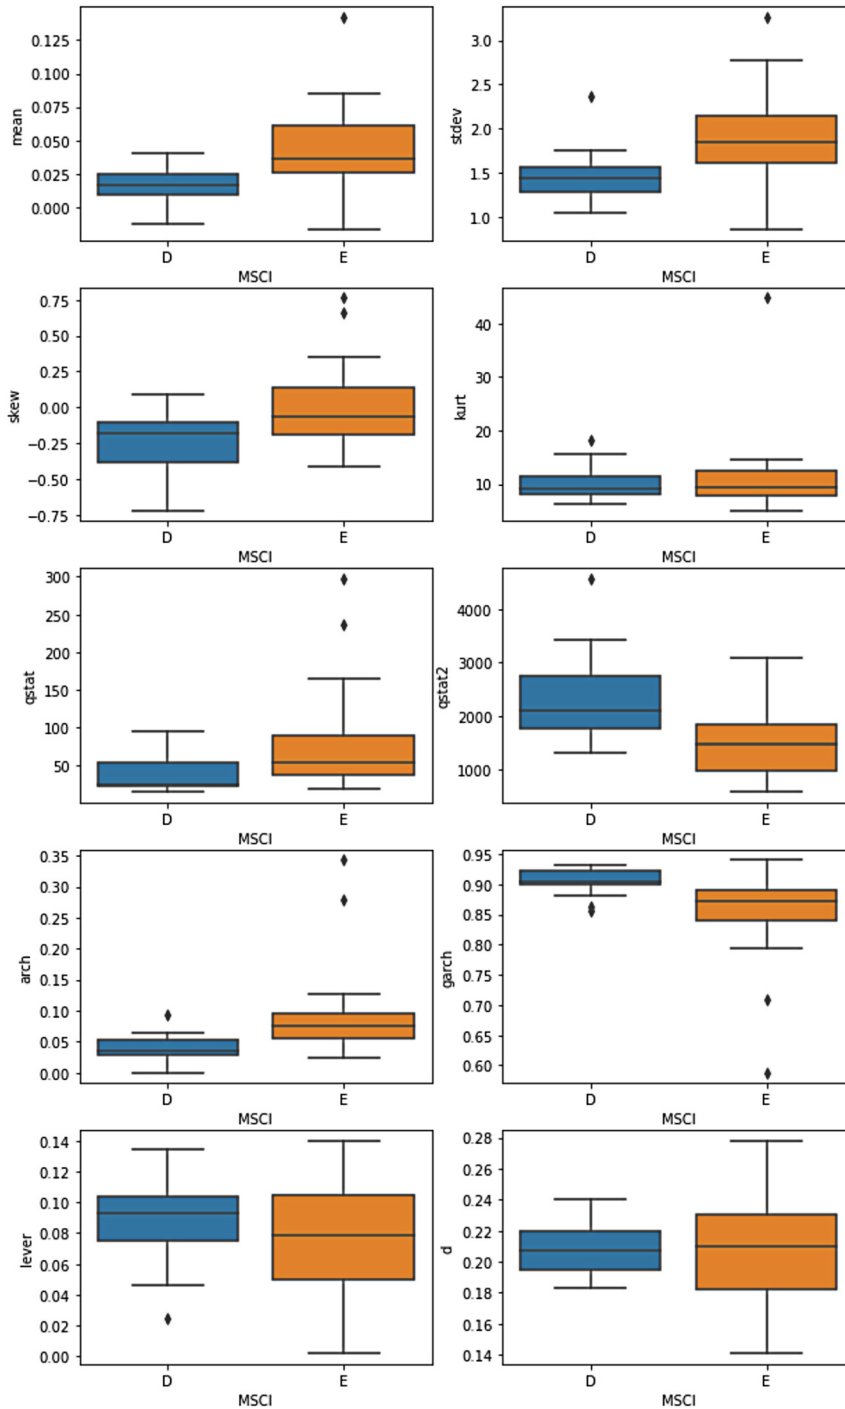 mean
0.125
0.100
0.075
0.050
0.025
0.000
D
E
MSCI
stdev
3.0
2.5
2.0
1.5
1.0
D
E
MSCI
skew
0.75
0.50
0.25
0.00
−0.25
−0.50
−0.75
D
E
MSCI
kurt
40
30
20
10
D
E
MSCI
qstat
300
250
200
150
100
50
D
E
MSCI
qstat2
4000
3000
2000
1000
D
E
MSCI
arch
0.35
0.30
0.25
0.20
0.15
0.10
0.05
0.00
D
E
MSCI
garch
0.95
0.90
0.85
0.80
0.75
0.70
0.65
0.60
D
E
MSCI
lever
0.14
0.12
0.10
0.08
0.06
0.04
0.02
0.00
D
E
MSCI
d
0.28
0.26
0.24
0.22
0.20
0.18
0.16
0.14
D
E
MSCI